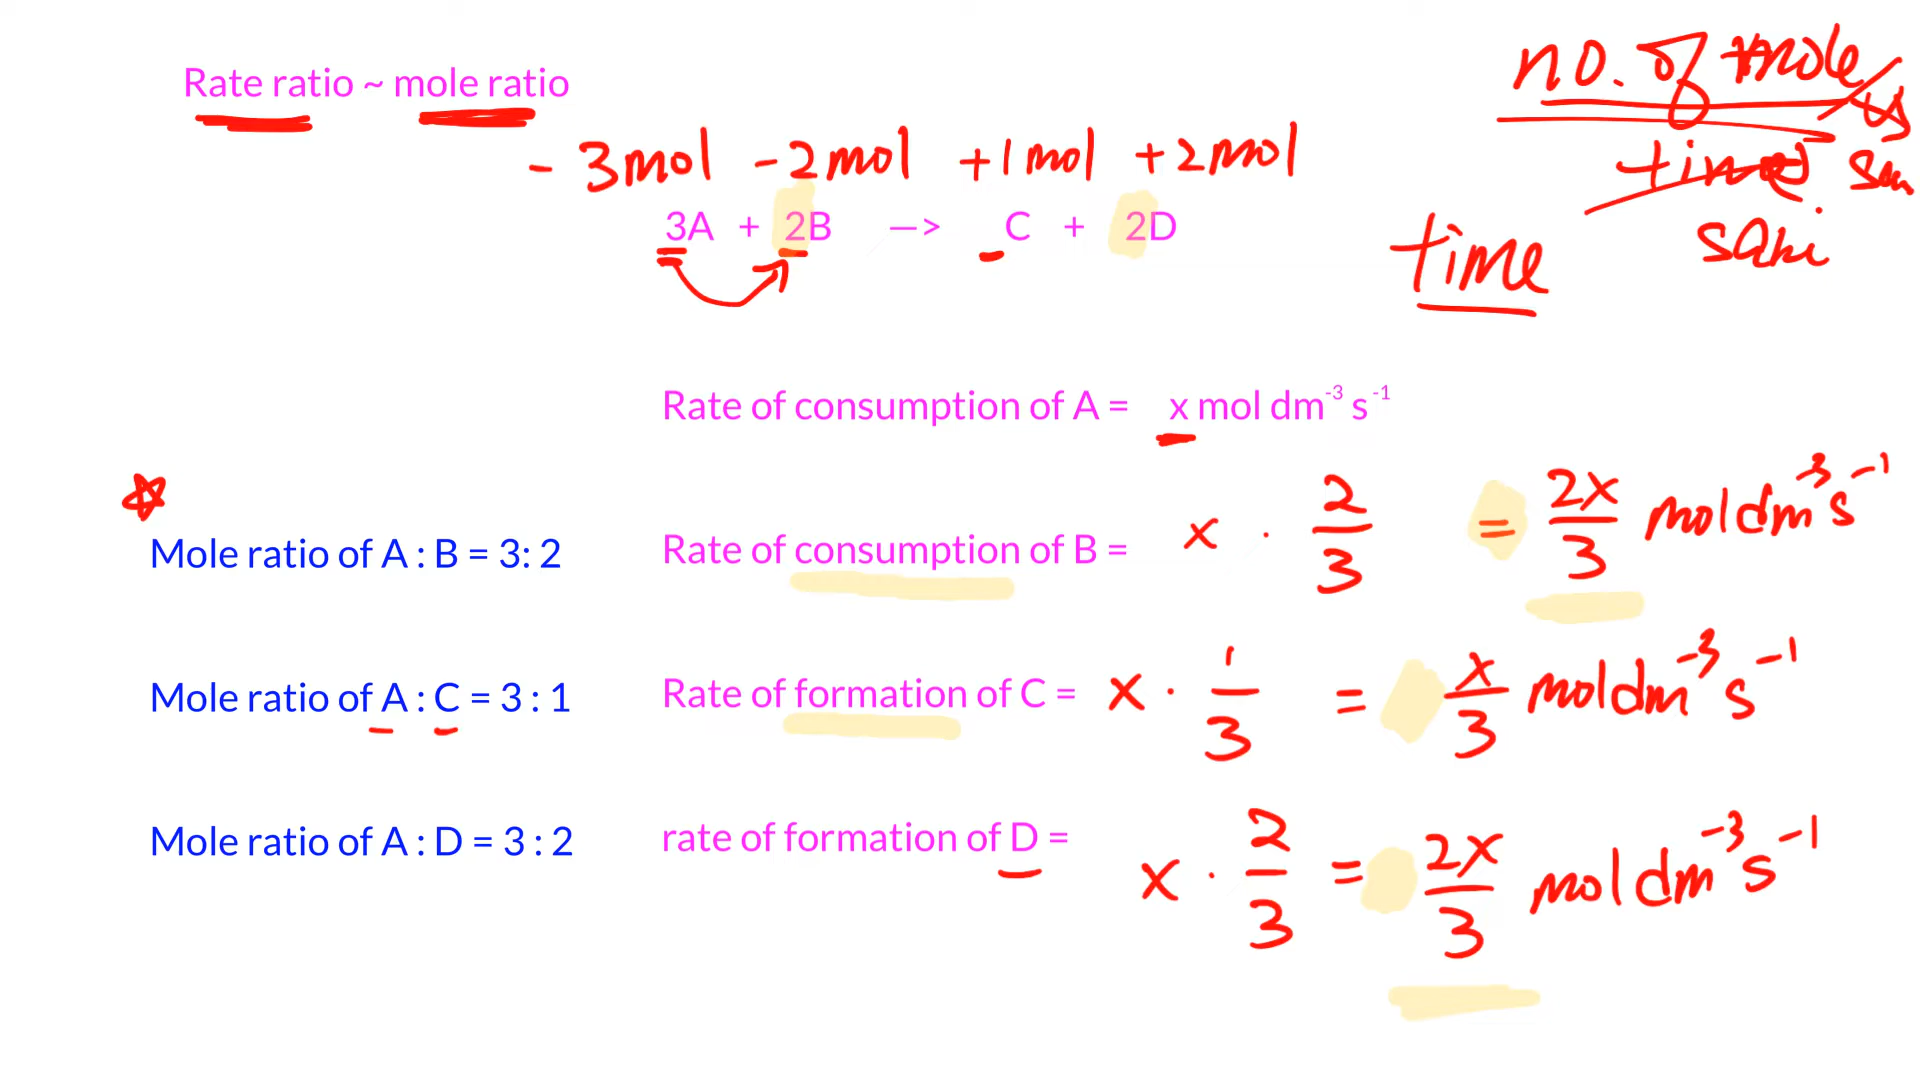 Rate ratio ~ mole ratio
no. of mole/
time
sani
time
- 3mol - 2mol +1mol +2mol
3A + 2B —> C + 2D
Rate of consumption of A = x mol dm⁻³ s⁻¹
Mole ratio of A : B = 3: 2
Rate of consumption of B = x · 2/3 = 2x/3 moldm⁻³s⁻¹
Mole ratio of A : C = 3 : 1
Rate of formation of C = x · 1/3 = x/3 moldm⁻³s⁻¹
Mole ratio of A : D = 3 : 2
rate of formation of D = x · 2/3 = 2x/3 moldm⁻³s⁻¹